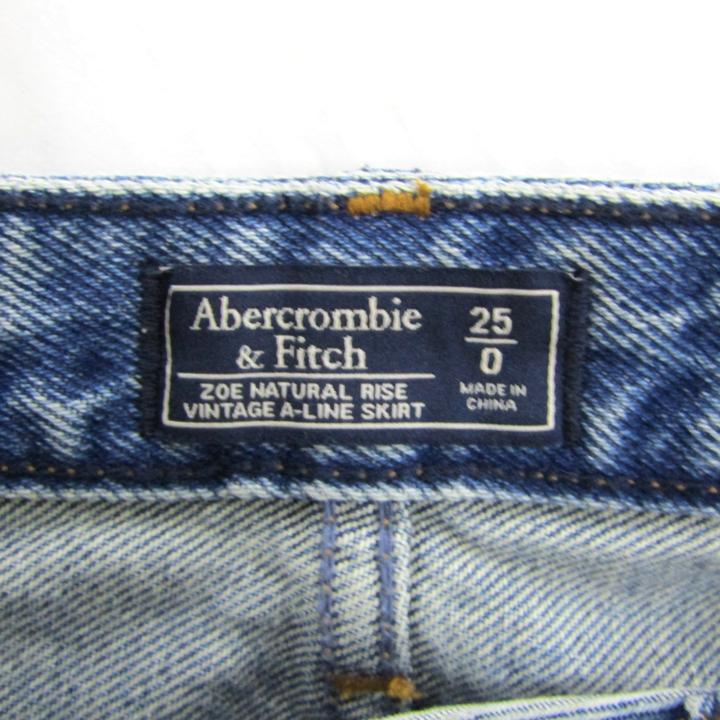 Abercrombie
& Fitch
ZOE NATURAL RISE
VINTAGE A-LINE SKIRT
25
0
MADE IN
CHINA